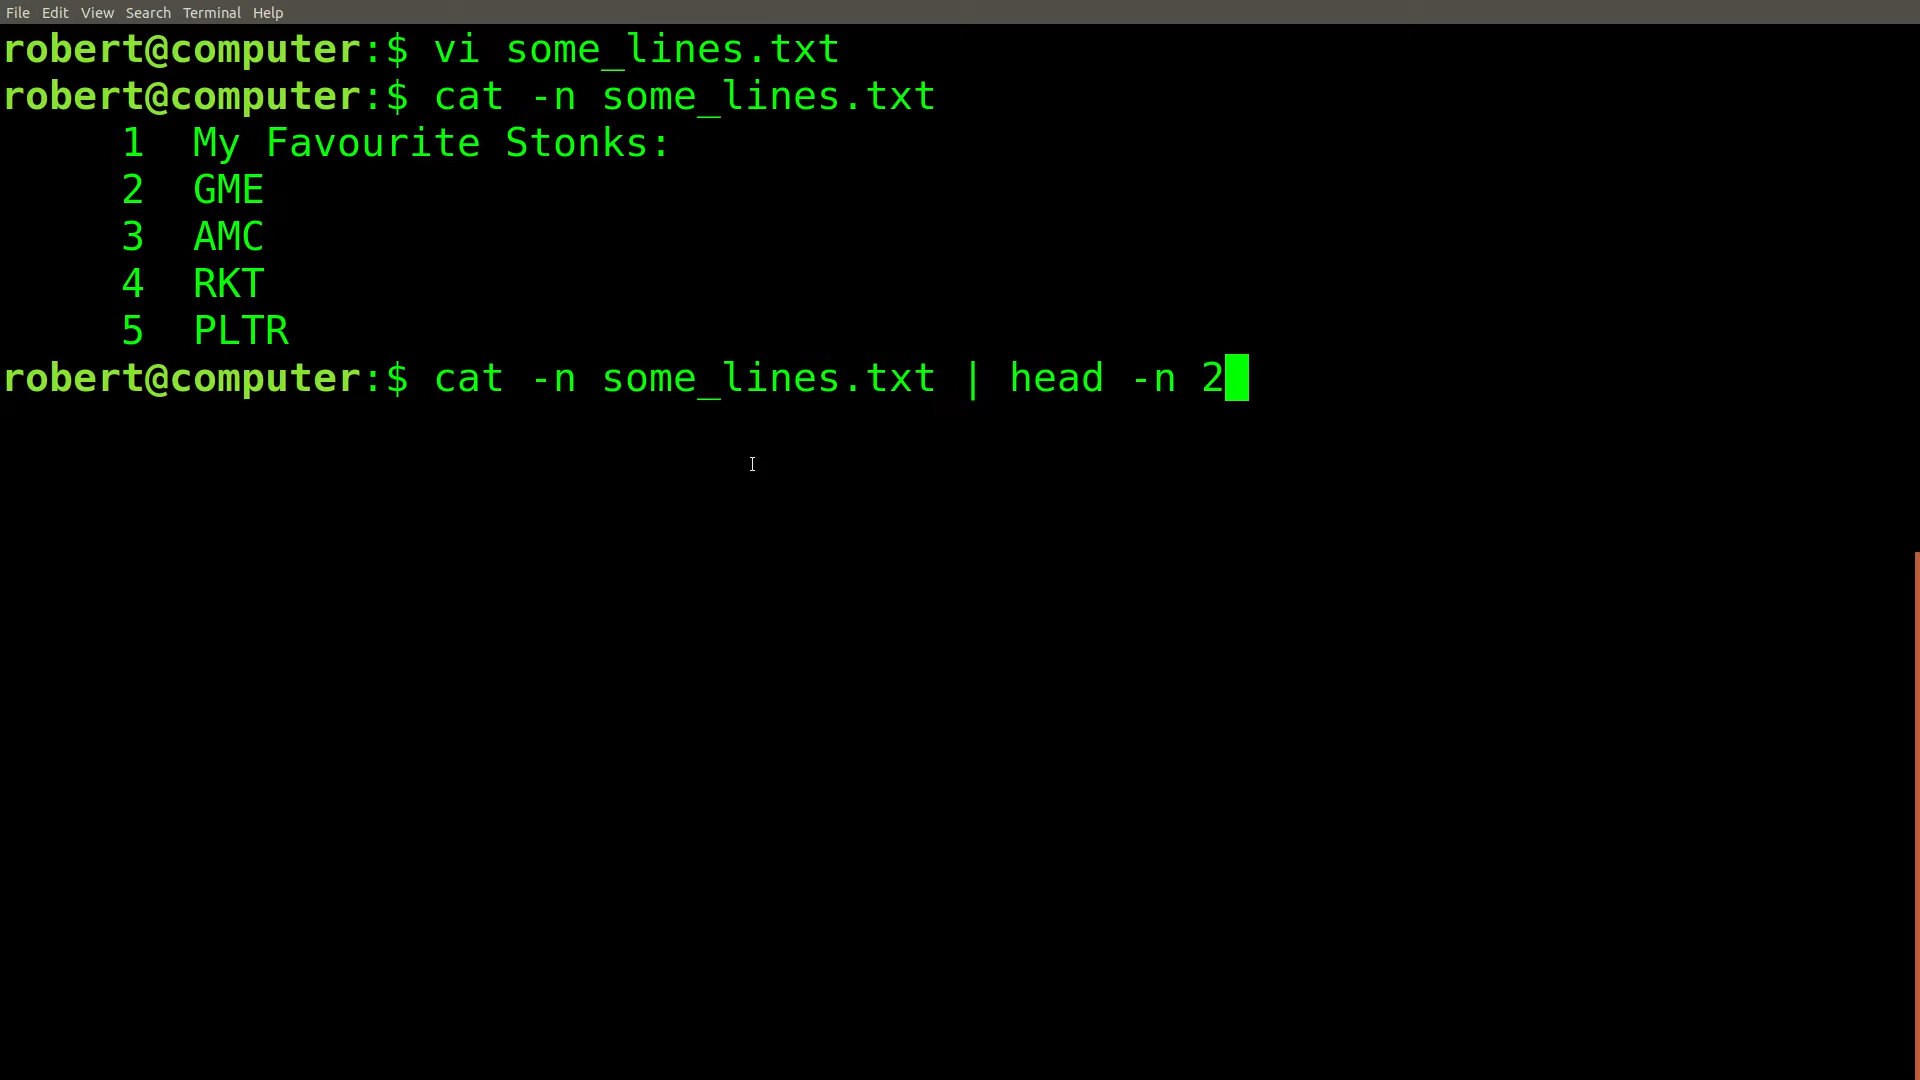 File Edit View Search Terminal Help
robert@computer:$ vi some_lines.txt
robert@computer:$ cat -n some_lines.txt
     1  My Favourite Stonks:
     2  GME
     3  AMC
     4  RKT
     5  PLTR
robert@computer:$ cat -n some_lines.txt | head -n 2